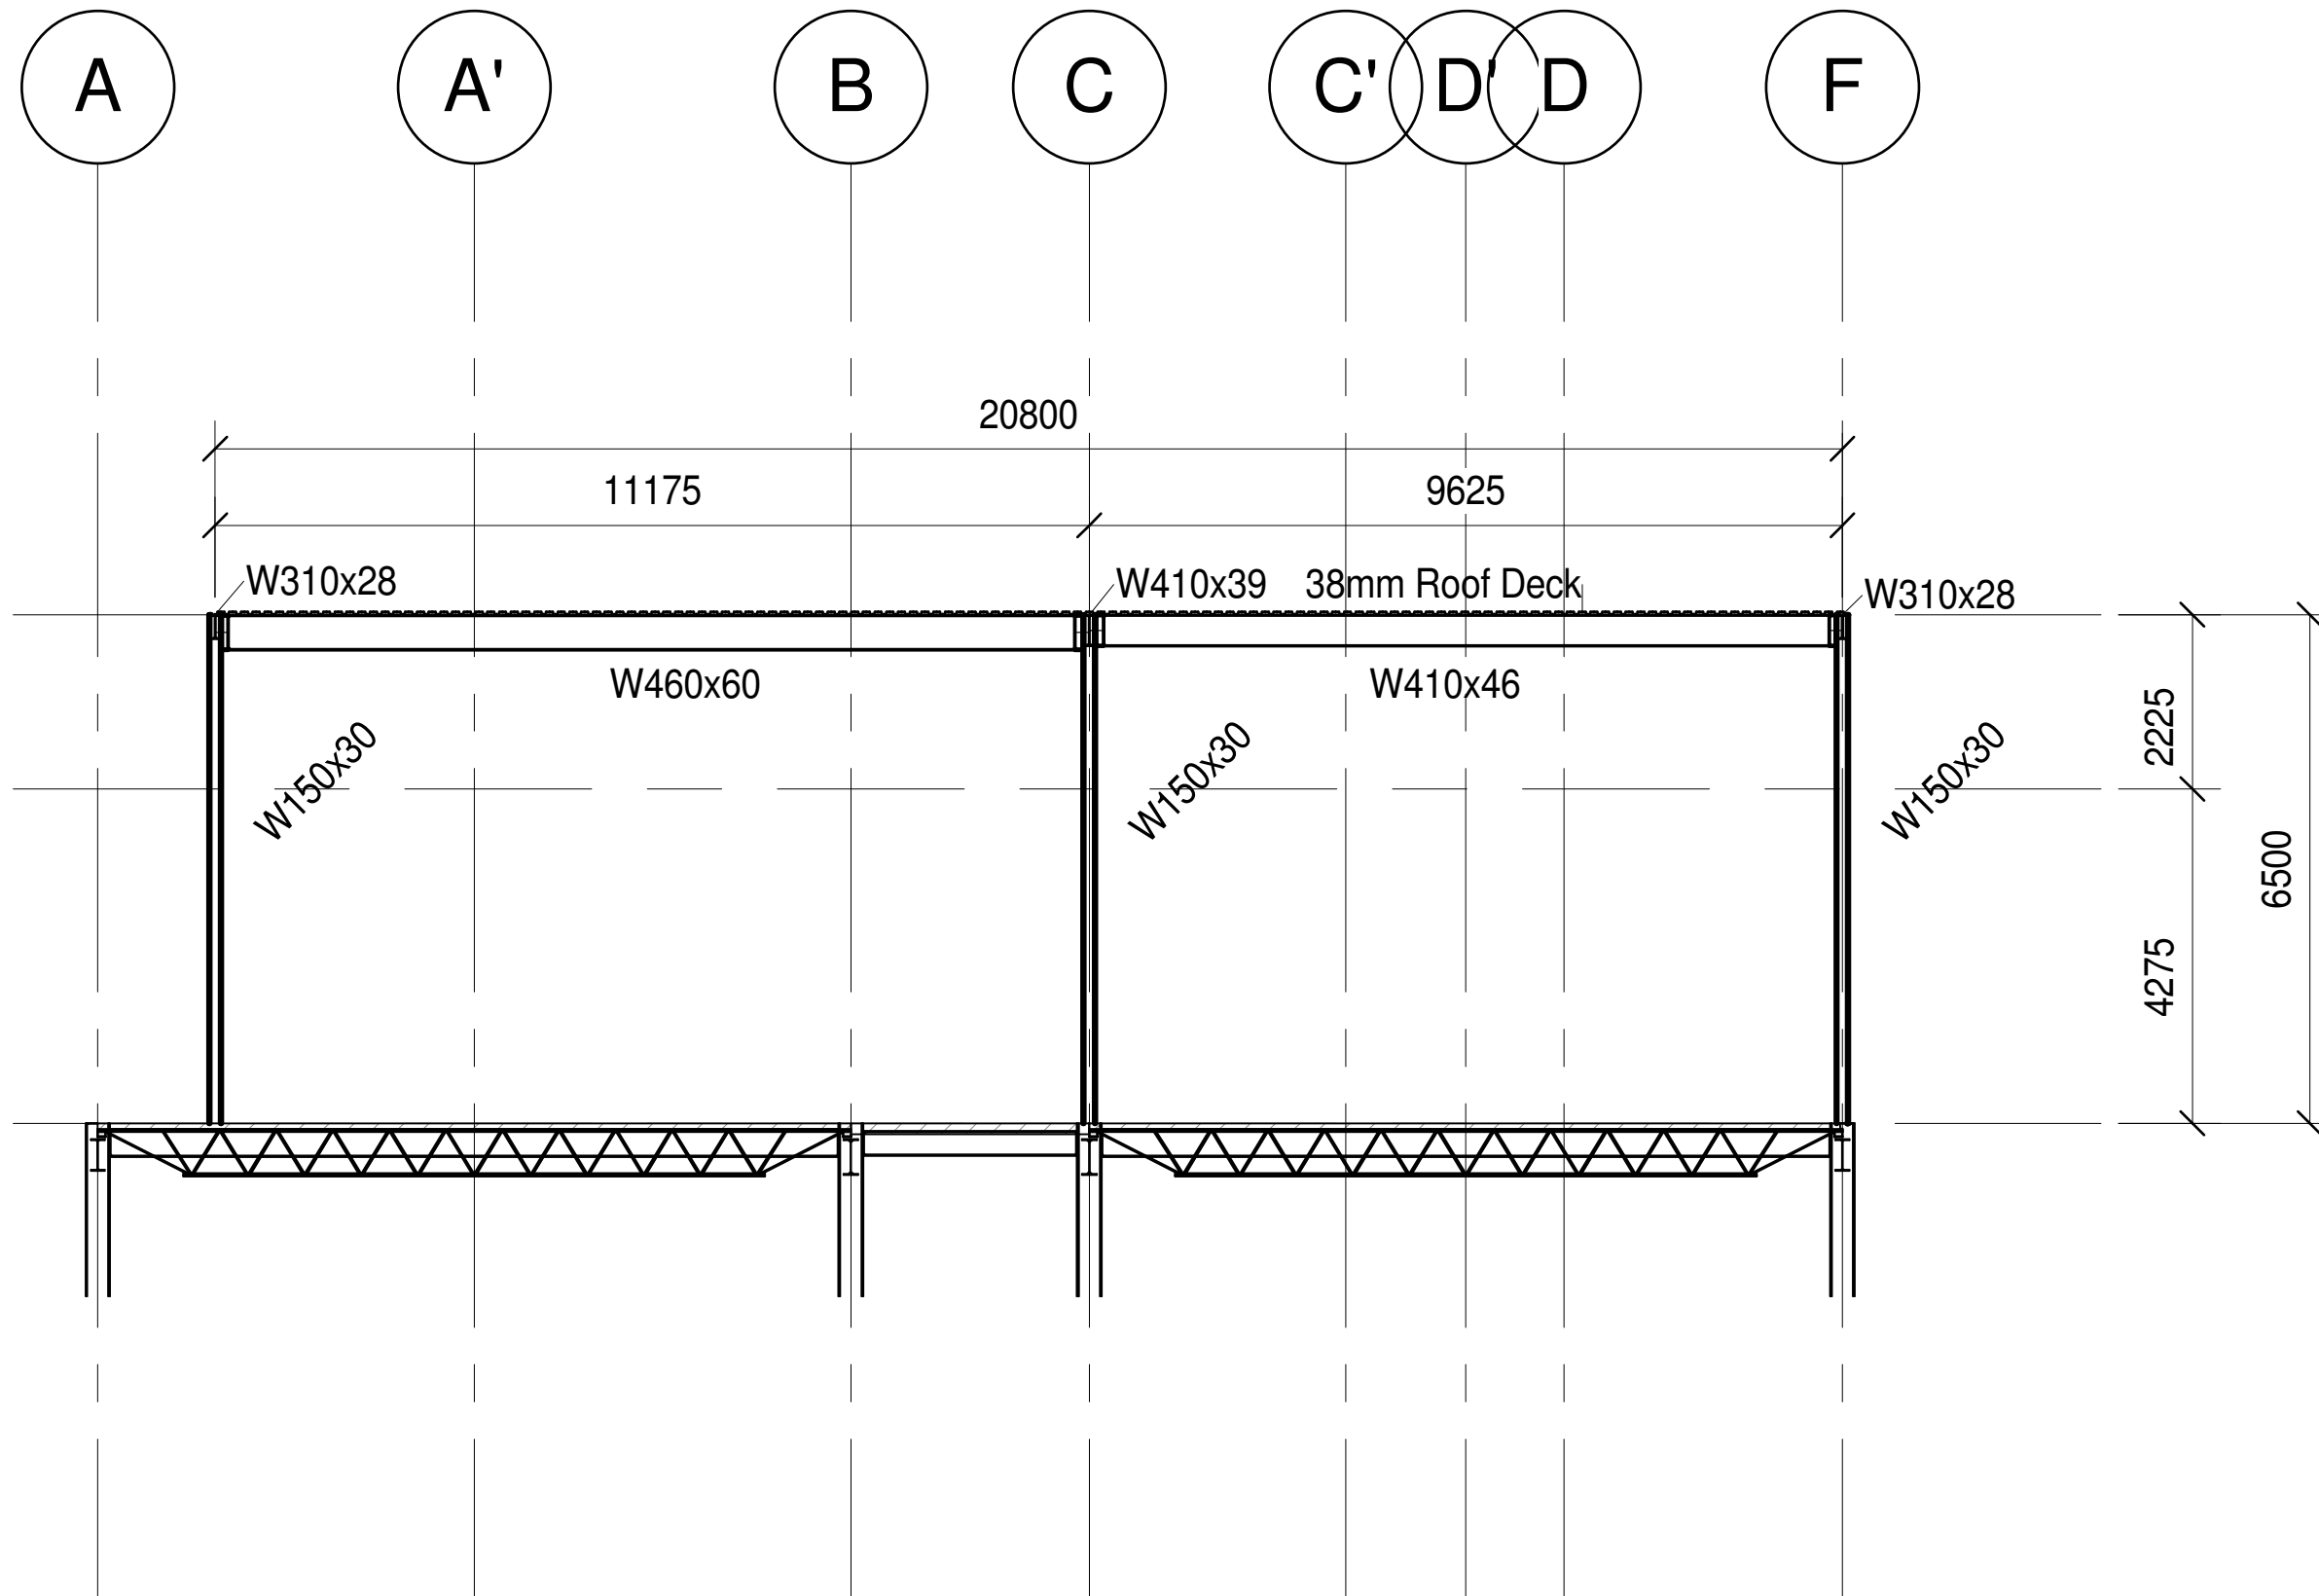 A
A'
B
C
C'
D'
D
F
20800
11175
9625
W310x28
W410x39
38mm Roof Deck
W310x28
W460x60
W410x46
W150x30
W150x30
W150x30
2225
6500
4275